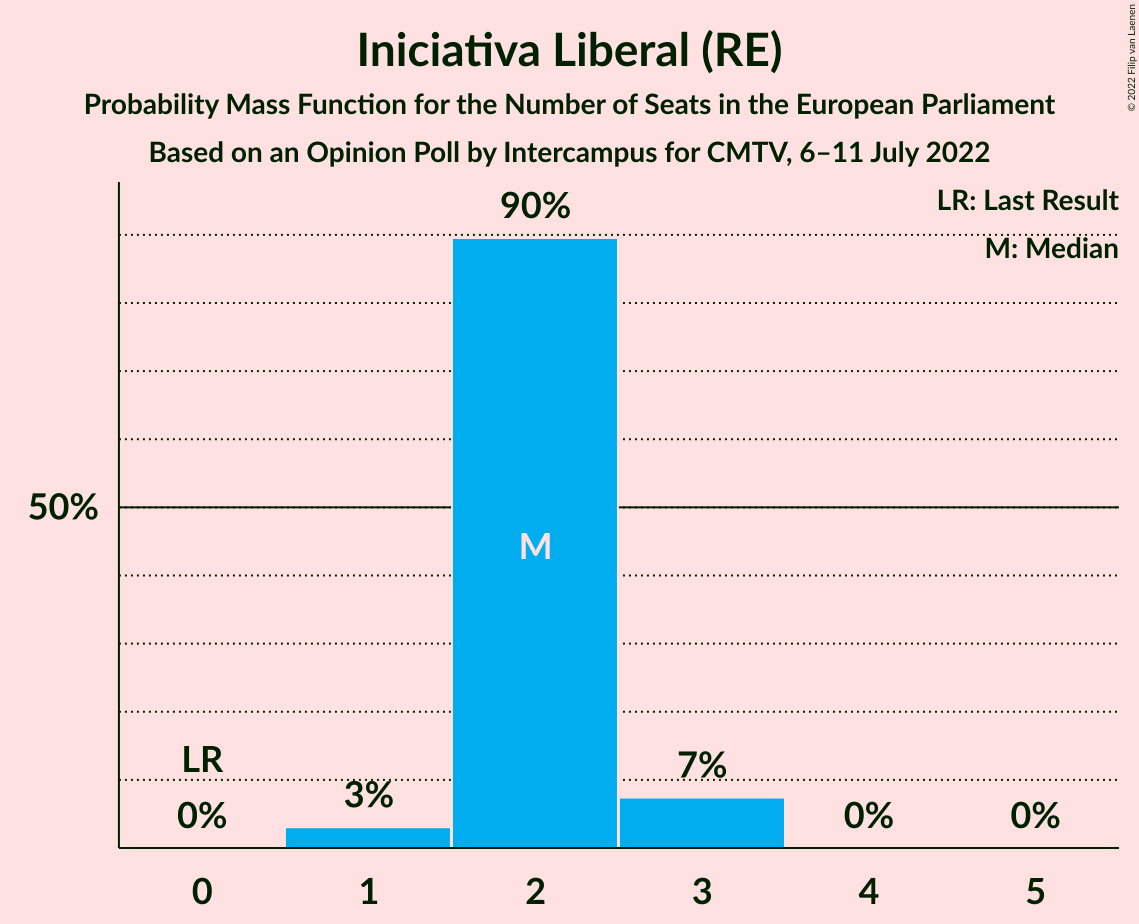 Iniciativa Liberal (RE)
Probability Mass Function for the Number of Seats in the European Parliament
Based on an Opinion Poll by Intercampus for CMTV, 6–11 July 2022
© 2022 Filip van Laenen
LR: Last Result
M: Median
90%
50%
M
LR
0%
3%
7%
0%
0%
0
1
2
3
4
5